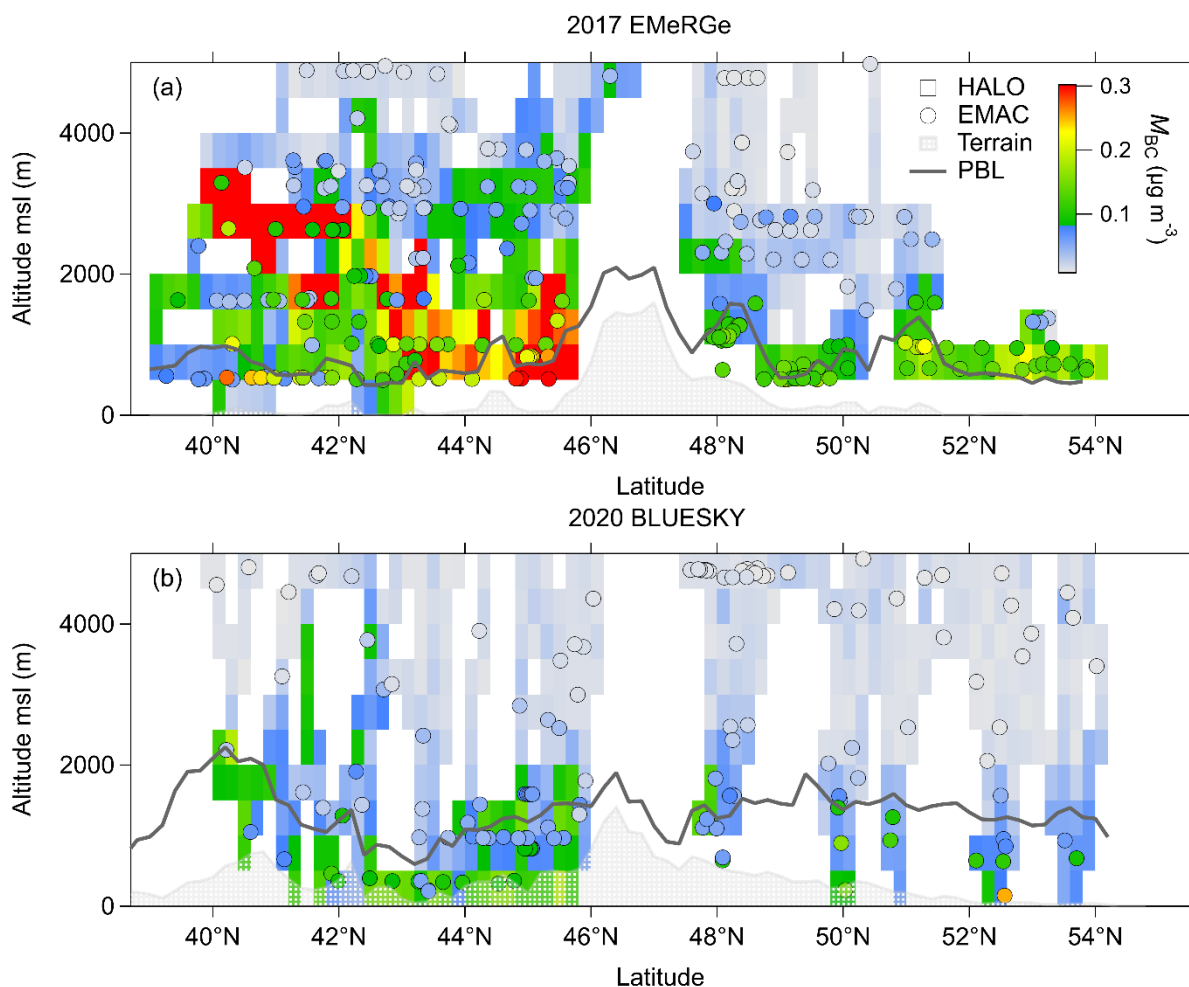 2017 EMeRGe
(a)
HALO
EMAC
Terrain
PBL
0.3
0.2
0.1
M_BC (µg m⁻³)
Altitude msl (m)
4000
2000
0
40°N 42°N 44°N 46°N 48°N 50°N 52°N 54°N
Latitude
2020 BLUESKY
(b)
Altitude msl (m)
4000
2000
0
40°N 42°N 44°N 46°N 48°N 50°N 52°N 54°N
Latitude